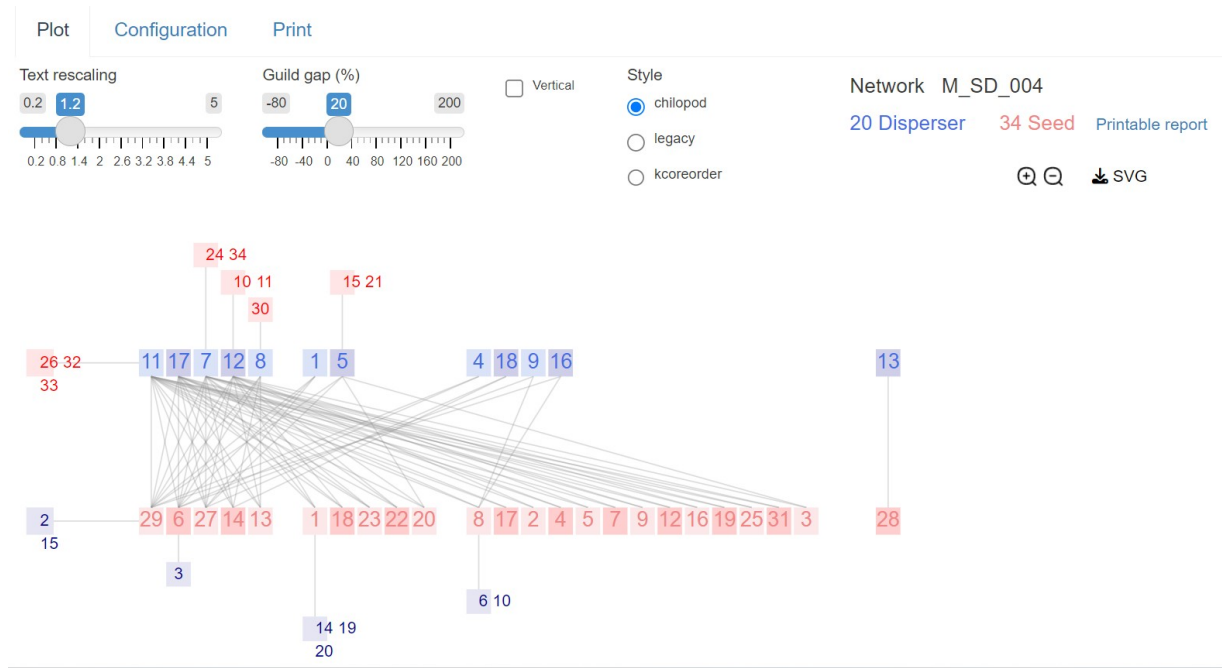 Plot Configuration Print
Text rescaling Guild gap (%) Vertical Style
0.2 1.2 5 -80 20 200 chilopod
legacy
kcoreorder
0.2 0.8 1.4 2 2.6 3.2 3.8 4.4 5 -80 -40 0 40 80 120 160 200
Network M_SD_004
20 Disperser 34 Seed Printable report
SVG
24 34
10 11 15 21
30
26 32 11 17 7 12 8 1 5 4 18 9 16 13
33
2 29 6 27 14 13 1 18 23 22 20 8 17 2 4 5 7 9 12 16 19 25 31 3 28
15
3
6 10
14 19
20